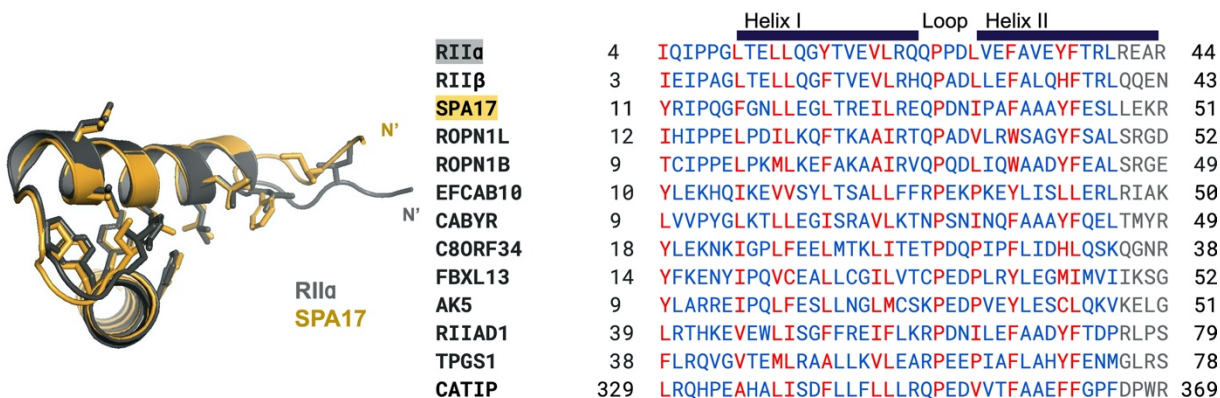 Helix I Loop Helix II
RIIα 4 IQIPPGLTELLQGYTVEVLRQQPPDLVEFAVEYFTRLREAR 44
RIIβ 3 IEIPAGLTELLQGFTVEVLRHQPADLLEFALQHFTRLQQEN 43
SPA17 11 YRIPQGFGNLLEGLTREILREQPDNIPAFAAAYFESLLEKR 51
ROPN1L 12 IHIPPELPDILKQFTKAAIRTQPADVLRWSAGYFSALSRGD 52
ROPN1B 9 TCIPPELPKMLKEFAKAAIRVQPQDLIQWAADYFEALSRGE 49
EFCAB10 10 YLEKHQIKEVVSYLTSALLFFRPEKPKEYLISLLERLRIAK 50
CABYR 9 LVVPYGLKTLLEGISRAVLKTNPSNINQFAAAYFQELTMYR 49
C8ORF34 18 YLEKNKIGPLFEELMTKLITETPDQPIPFLIDHLQSKQGNR 38
FBXL13 14 YFKENYIPQVCEALLCGILVTCPEDPLRYLEGMIMVIIKSG 52
AK5 9 YLARREIPQLFESLLNGLMCSKPEDPVEYLESCLQKVKELG 51
RIIAD1 39 LRTHKEVEWLISGFFREIFLKRPDNILEFAADYFTDPRLPS 79
TPGS1 38 FLRQVGVTEMLRAALLKVLEARPEEPIAFLAHYFENMGLRS 78
CATIP 329 LRQHPEAHALISDFLLFLLLRQPEDVVTFAAEFFGPFDPWR 369
N'
N'
RIIα
SPA17